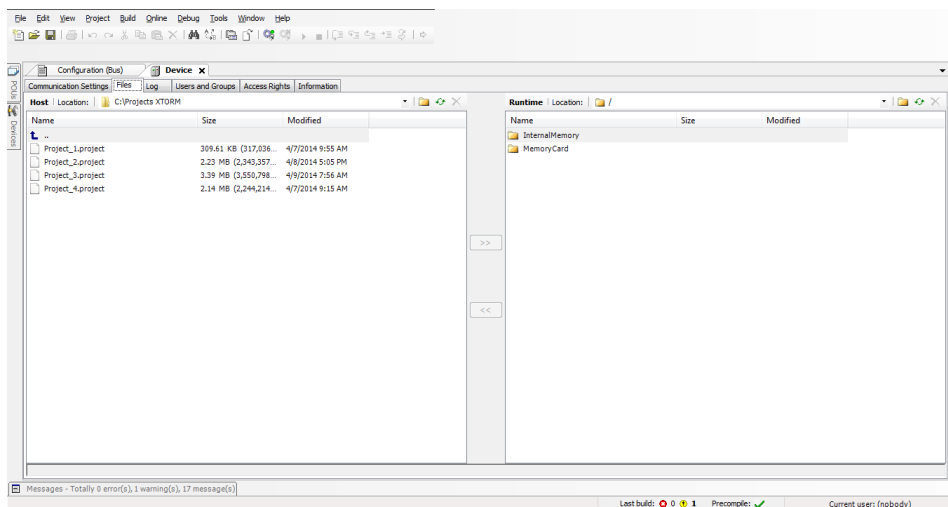 File Edit View Project Build Online Debug Tools Window Help
Configuration (Bus) Device
Communication Settings Files Log Users and Groups Access Rights Information
POUs
Devices
Host Location: C:\Projects XTORM
Name Size Modified
..
Project_1.project 309.61 KB (317,036... 4/7/2014 9:55 AM
Project_2.project 2.23 MB (2,343,357... 4/8/2014 5:05 PM
Project_3.project 3.39 MB (3,550,798... 4/9/2014 7:56 AM
Project_4.project 2.14 MB (2,244,214... 4/7/2014 9:15 AM
>>
<<
Runtime Location: /
Name Size Modified
InternalMemory
MemoryCard
Messages - Totally 0 error(s), 1 warning(s), 17 message(s)
Last build: 0 1 Precompile: Current user: (nobody)